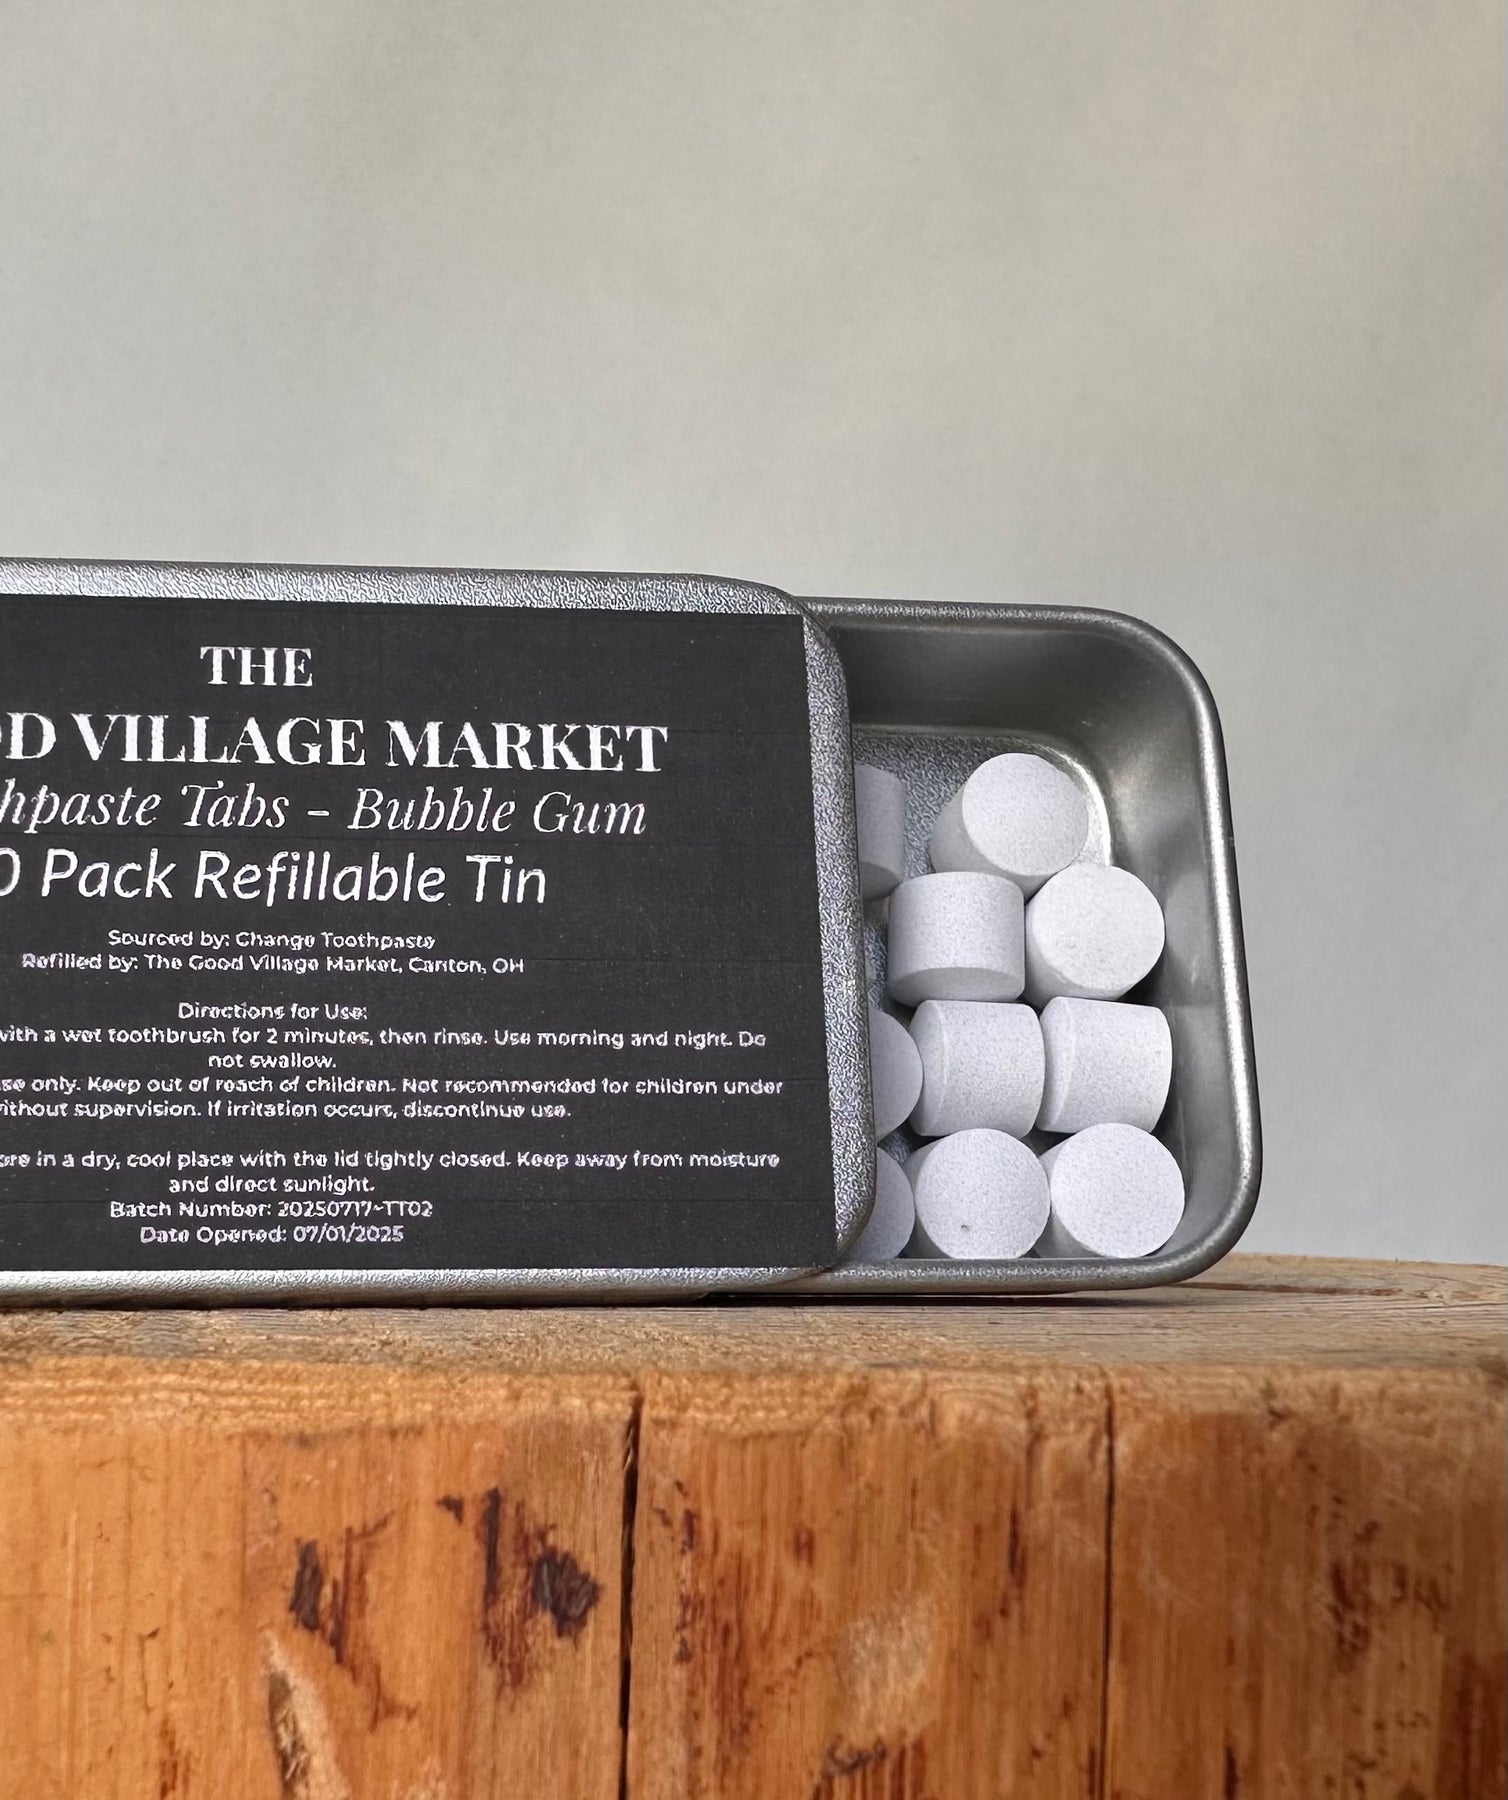 THE
OD VILLAGE MARKET
hpaste Tabs - Bubble Gum
0 Pack Refillable Tin
Sourced by: Change Toothpaste
Refilled by: The Good Village Market, Canton, OH
Directions for Use:
with a wet toothbrush for 2 minutes, then rinse. Use morning and night. Do
not swallow.
se only. Keep out of reach of children. Not recommended for children under
ithout supervision. If irritation occurs, discontinue use.
ore in a dry, cool place with the lid tightly closed. Keep away from moisture
and direct sunlight.
Batch Number: 20250717-TT02
Date Opened: 07/01/2025